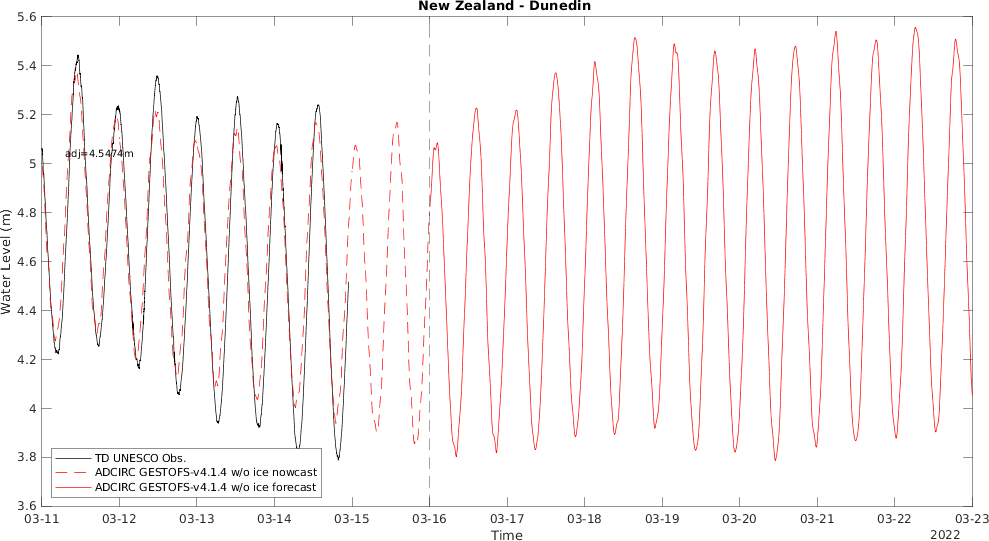 New Zealand - Dunedin
5.6
5.4
5.2
5
4.8
4.6
4.4
4.2
4
3.8
3.6
Water Level (m)
adj=4.5474m
TD UNESCO Obs.
ADCIRC GESTOFS-v4.1.4 w/o ice nowcast
ADCIRC GESTOFS-v4.1.4 w/o ice forecast
03-11 03-12 03-13 03-14 03-15 03-16 03-17 03-18 03-19 03-20 03-21 03-22 03-23
Time
2022